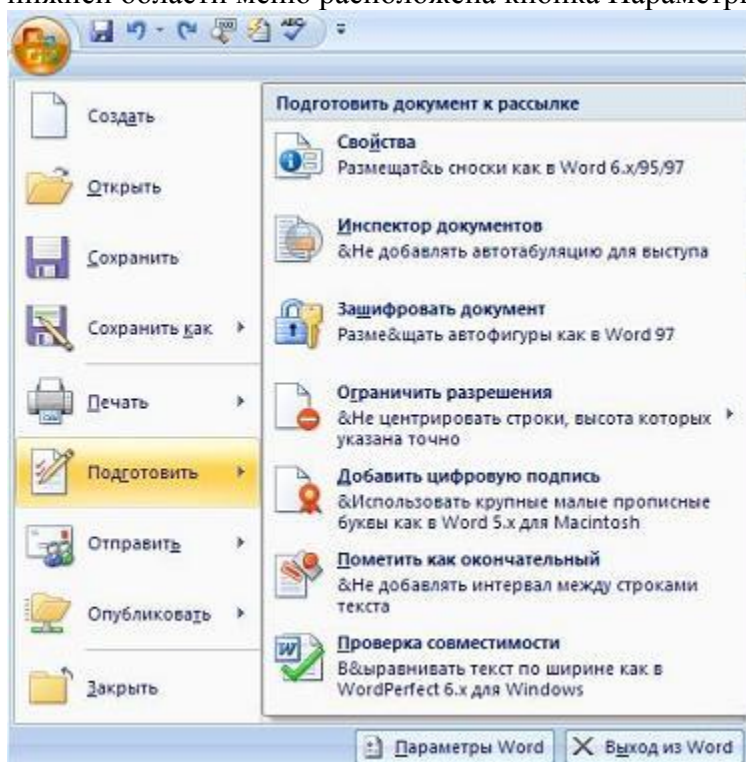 нижней области меню расположена кнопка Параметры
ABC
Создать
Открыть
Сохранить
Сохранить как
Печать
Подготовить
Отправить
Опубликовать
Закрыть
Подготовить документ к рассылке
Свойства
Размещат&ь сноски как в Word 6.x/95/97
Инспектор документов
&Не добавлять автотабуляцию для выступа
Зашифровать документ
Разме&щать автофигуры как в Word 97
Ограничить разрешения
&Не центрировать строки, высота которых
указана точно
Добавить цифровую подпись
&Использовать крупные малые прописные
буквы как в Word 5.x для Macintosh
Пометить как окончательный
&Не добавлять интервал между строками
текста
Проверка совместимости
В&ыравнивать текст по ширине как в
WordPerfect 6.x для Windows
Параметры Word
Выход из Word